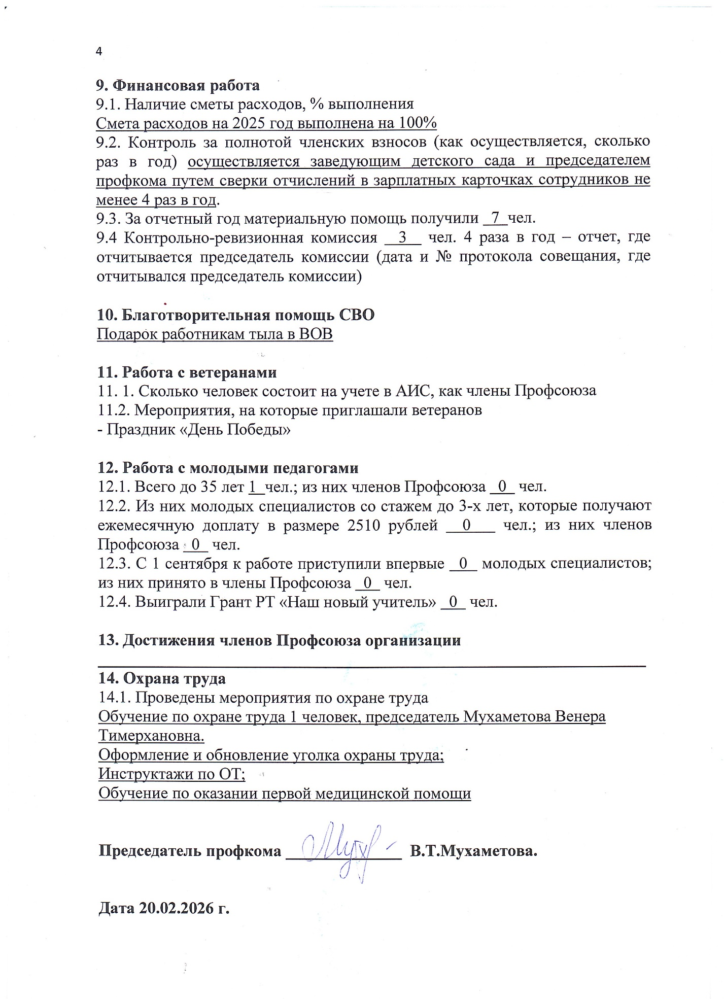 4
9. Финансовая работа
9.1. Наличие сметы расходов, % выполнения
Смета расходов на 2025 год выполнена на 100%
9.2. Контроль за полнотой членских взносов (как осуществляется, сколько
раз в год) осуществляется заведующим детского сада и председателем
профкома путем сверки отчислений в зарплатных карточках сотрудников не
менее 4 раз в год.
9.3. За отчетный год материальную помощь получили _7_чел.
9.4 Контрольно-ревизионная комиссия _3_ чел. 4 раза в год – отчет, где
отчитывается председатель комиссии (дата и № протокола совещания, где
отчитывался председатель комиссии)
10. Благотворительная помощь СВО
Подарок работникам тыла в ВОВ
11. Работа с ветеранами
11. 1. Сколько человек состоит на учете в АИС, как члены Профсоюза
11.2. Мероприятия, на которые приглашали ветеранов
- Праздник «День Победы»
12. Работа с молодыми педагогами
12.1. Всего до 35 лет 1_чел.; из них членов Профсоюза _0_ чел.
12.2. Из них молодых специалистов со стажем до 3-х лет, которые получают
ежемесячную доплату в размере 2510 рублей __0__ чел.; из них членов
Профсоюза _0_ чел.
12.3. С 1 сентября к работе приступили впервые _0_ молодых специалистов;
из них принято в члены Профсоюза _0_ чел.
12.4. Выиграли Грант РТ «Наш новый учитель» _0_ чел.
13. Достижения членов Профсоюза организации
14. Охрана труда
14.1. Проведены мероприятия по охране труда
Обучение по охране труда 1 человек, председатель Мухаметова Венера
Тимерхановна.
Оформление и обновление уголка охраны труда;
Инструктажи по ОТ;
Обучение по оказании первой медицинской помощи
Председатель профкома ______________ В.Т.Мухаметова.
Дата 20.02.2026 г.